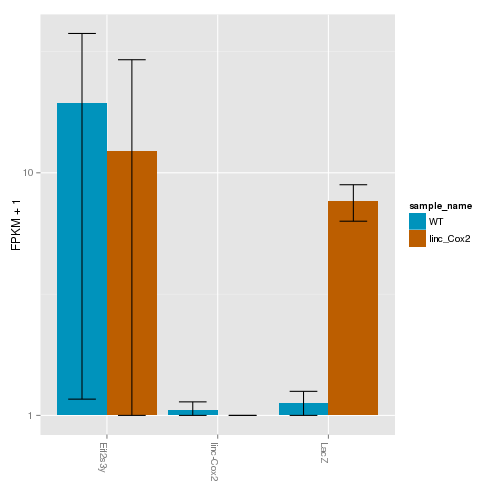 FPKM + 1
10
1
Eif2s3y
linc-Cox2
LacZ
sample_name
WT
linc_Cox2